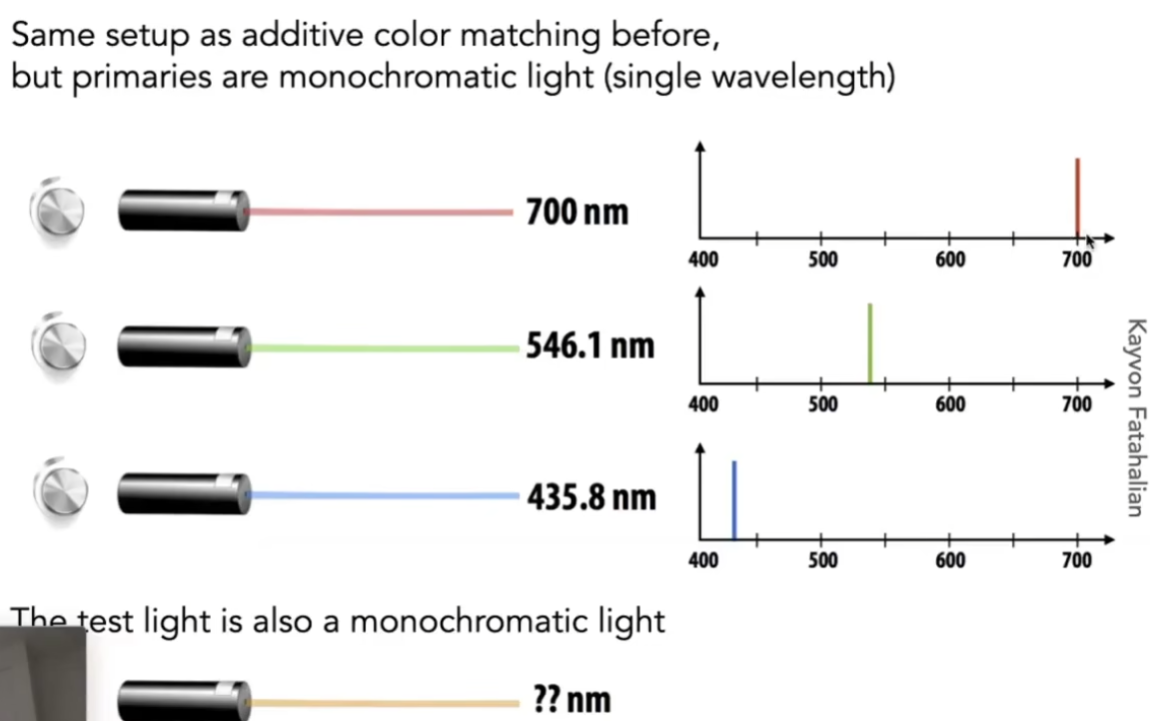 Same setup as additive color matching before,
but primaries are monochromatic light (single wavelength)
700 nm
400 500 600 700
546.1 nm
400 500 600 700
Kayvon Fatahalian
435.8 nm
400 500 600 700
The test light is also a monochromatic light
?? nm